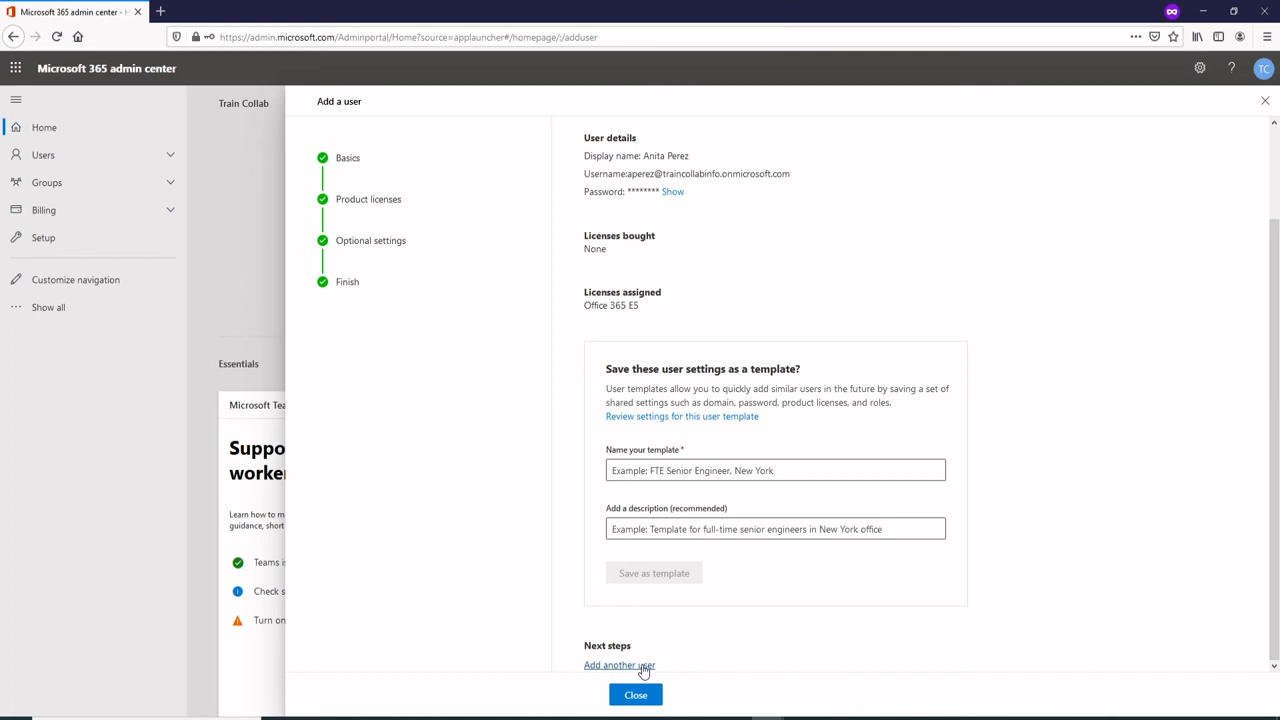 Microsoft 365 admin center - H
https://admin.microsoft.com/Adminportal/Home?source=applauncher#/homepage/:/adduser
Microsoft 365 admin center
TC
Home
Users
Groups
Billing
Setup
Customize navigation
Show all
Train Collab
Essentials
Microsoft Tea
Suppo
worke
Learn how to m
guidance, short
Teams is
Check s
Turn on
Add a user
Basics
Product licenses
Optional settings
Finish
User details
Display name: Anita Perez
Username:aperez@traincollabinfo.onmicrosoft.com
Password: ******** Show
Licenses bought
None
Licenses assigned
Office 365 E5
Save these user settings as a template?
User templates allow you to quickly add similar users in the future by saving a set of
shared settings such as domain, password, product licenses, and roles.
Review settings for this user template
Name your template *
Example: FTE Senior Engineer, New York
Add a description (recommended)
Example: Template for full-time senior engineers in New York office
Save as template
Next steps
Add another user
Close